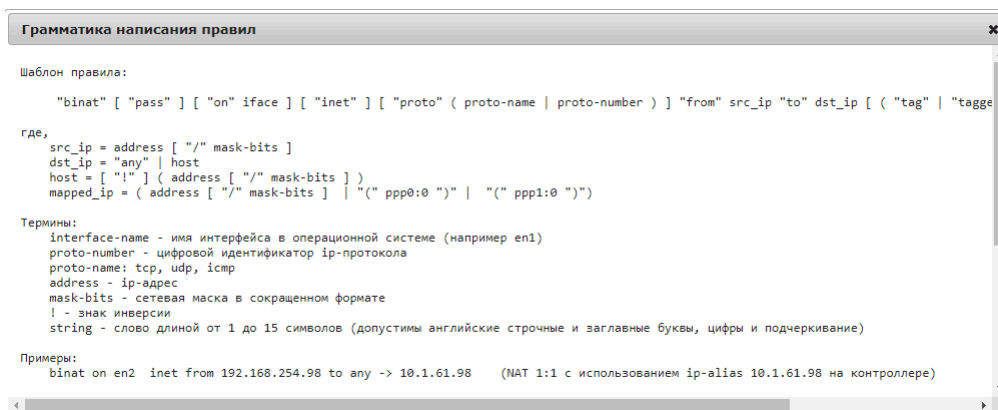 Грамматика написания правил
Шаблон правила:
"binat" [ "pass" ] [ "on" iface ] [ "inet" ] [ "proto" ( proto-name | proto-number ) ] "from" src_ip "to" dst_ip [ ( "tag" | "tagge
где,
src_ip = address [ "/" mask-bits ]
dst_ip = "any" | host
host = [ "!" ] ( address [ "/" mask-bits ] )
mapped_ip = ( address [ "/" mask-bits ]  | "(" ppp0:0 ")" |  "(" ppp1:0 ")")
Термины:
interface-name - имя интерфейса в операционной системе (например en1)
proto-number - цифровой идентификатор ip-протокола
proto-name: tcp, udp, icmp
address - ip-адрес
mask-bits - сетевая маска в сокращенном формате
! - знак инверсии
string - слово длиной от 1 до 15 символов (допустимы английские строчные и заглавные буквы, цифры и подчеркивание)
Примеры:
binat on en2  inet from 192.168.254.98 to any -> 10.1.61.98    (NAT 1:1 с использованием ip-alias 10.1.61.98 на контроллере)